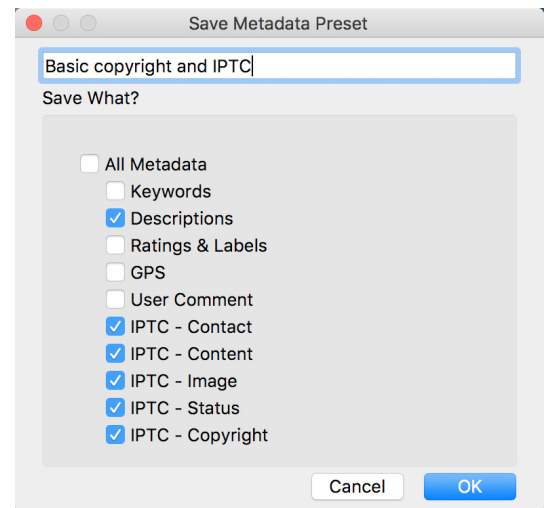 Save Metadata Preset
Basic copyright and IPTC
Save What?
All Metadata
Keywords
Descriptions
Ratings & Labels
GPS
User Comment
IPTC - Contact
IPTC - Content
IPTC - Image
IPTC - Status
IPTC - Copyright
Cancel OK